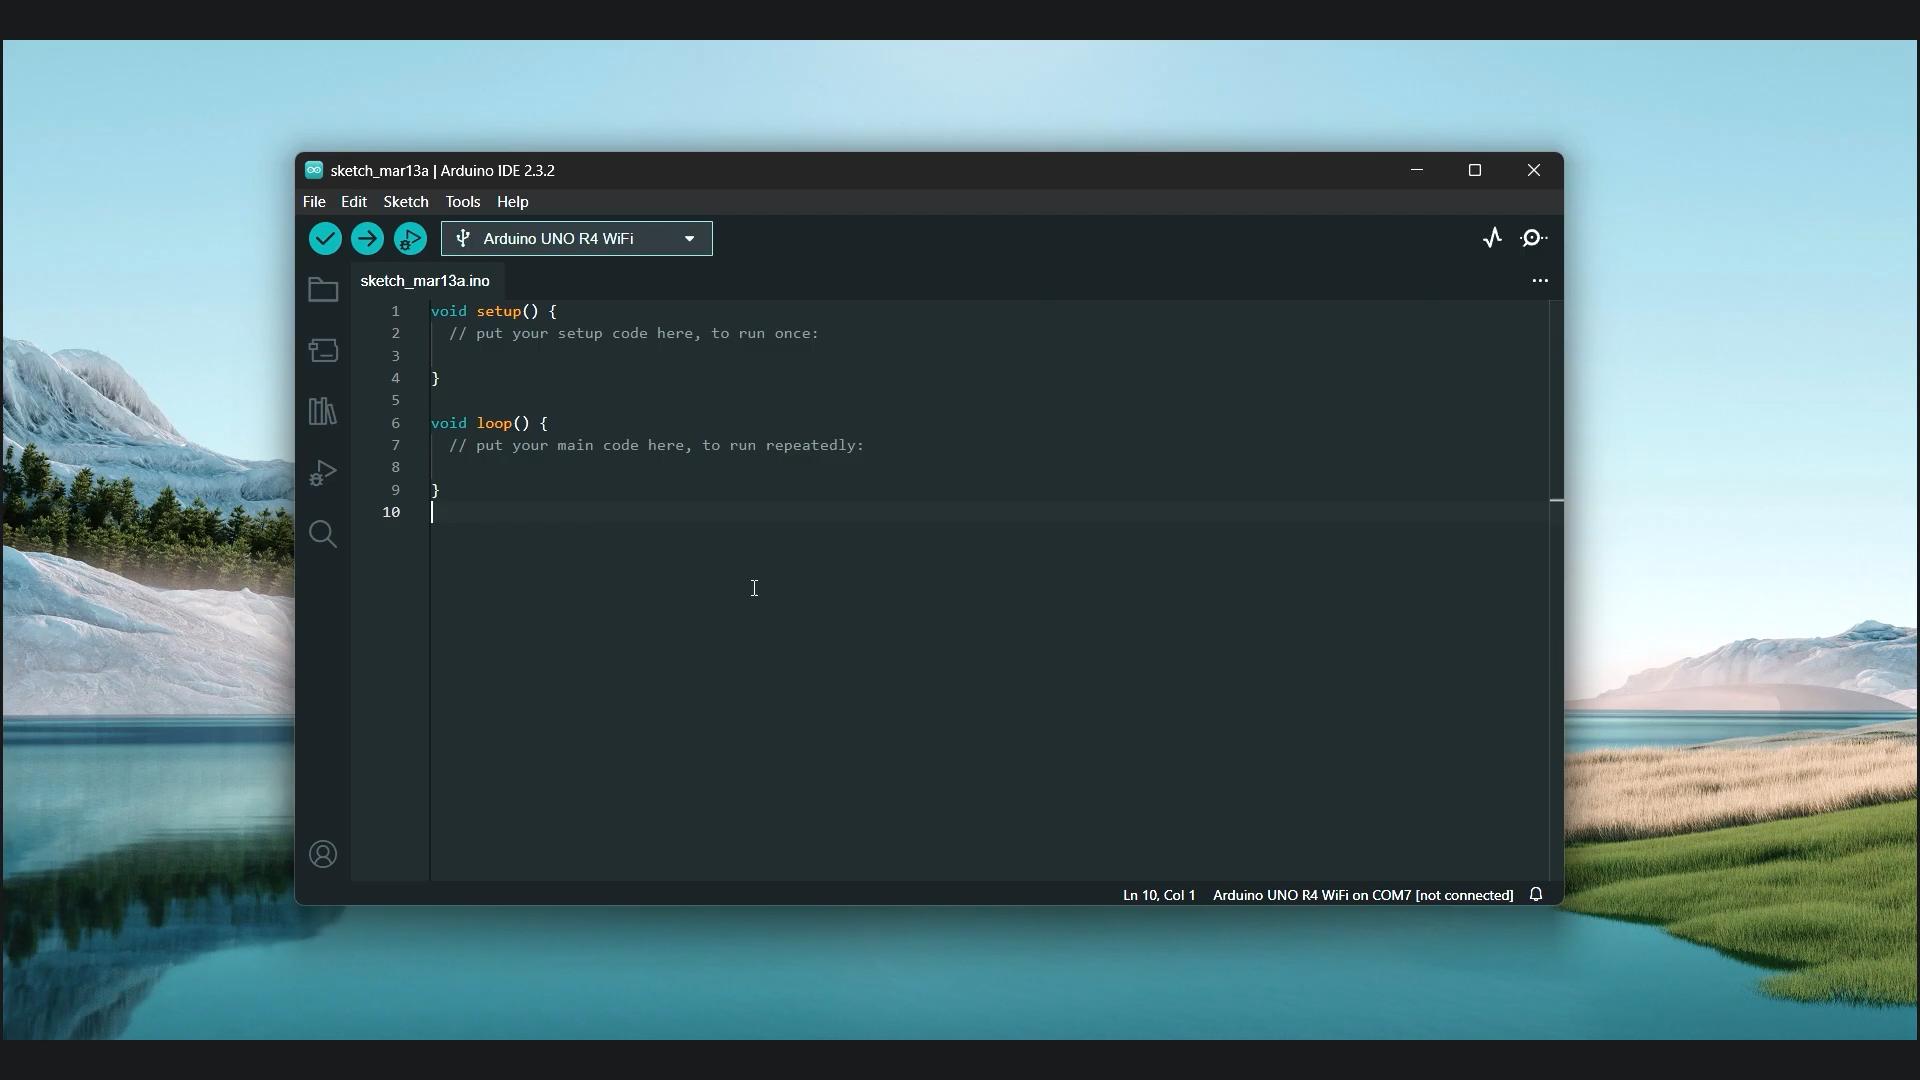 sketch_mar13a | Arduino IDE 2.3.2
File Edit Sketch Tools Help
Arduino UNO R4 WiFi
sketch_mar13a.ino
1 void setup() {
2 // put your setup code here, to run once:
3
4 }
5
6 void loop() {
7 // put your main code here, to run repeatedly:
8
9 }
10
Ln 10, Col 1 Arduino UNO R4 WiFi on COM7 [not connected]